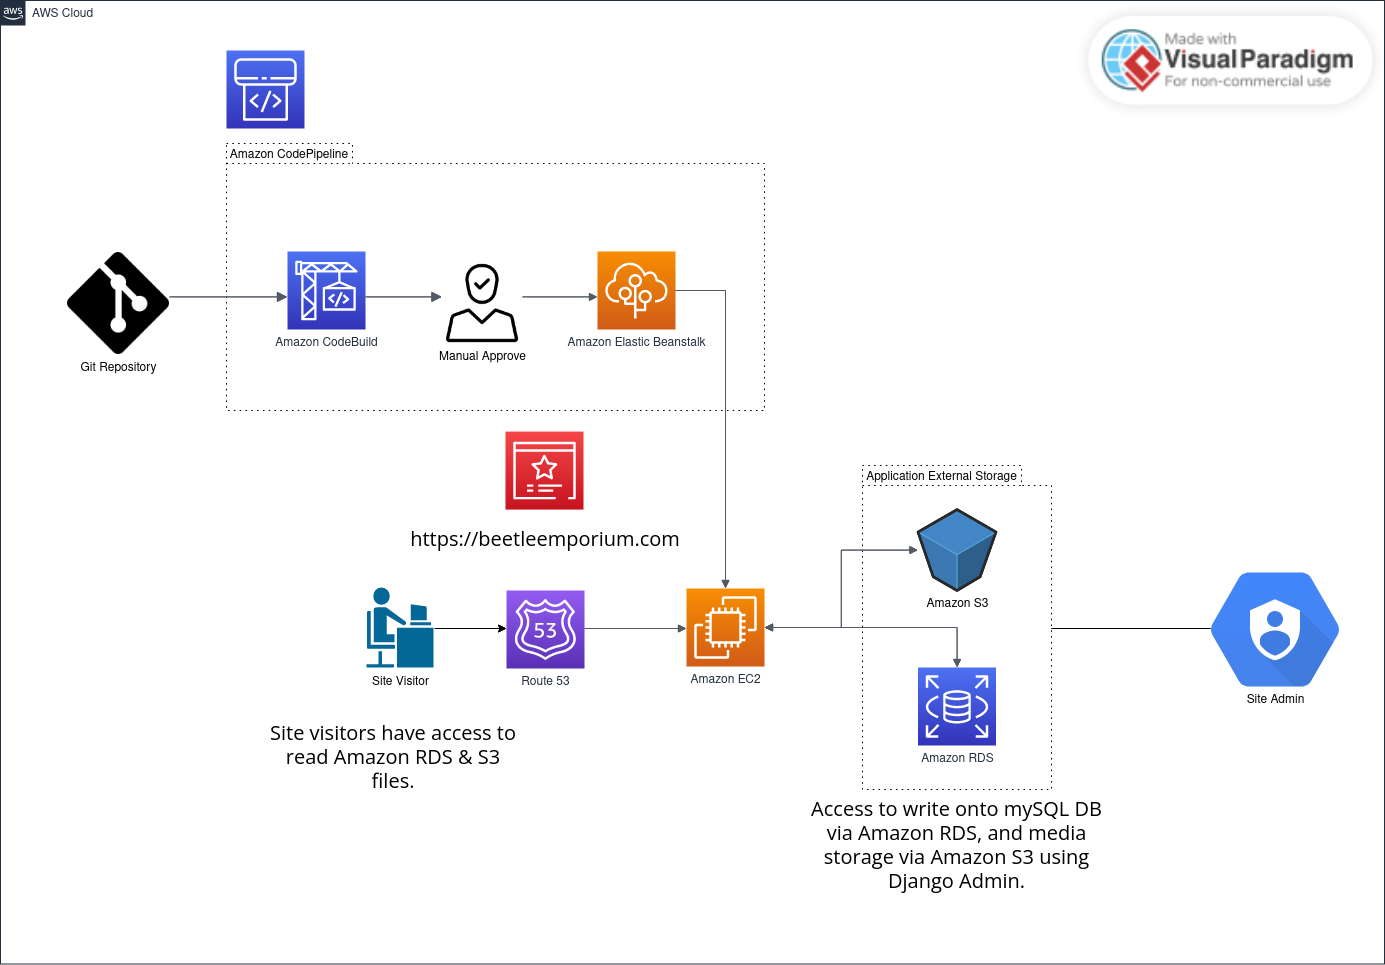 aws
AWS Cloud
Made with
Visual Paradigm
For non-commercial use
Amazon CodePipeline
Git Repository
Amazon CodeBuild
Manual Approve
Amazon Elastic Beanstalk
https://beetleemporium.com
Application External Storage
Amazon S3
Site Visitor
53
Route 53
Amazon EC2
Amazon RDS
Site Admin
Site visitors have access to
read Amazon RDS & S3
files.
Access to write onto mySQL DB
via Amazon RDS, and media
storage via Amazon S3 using
Django Admin.